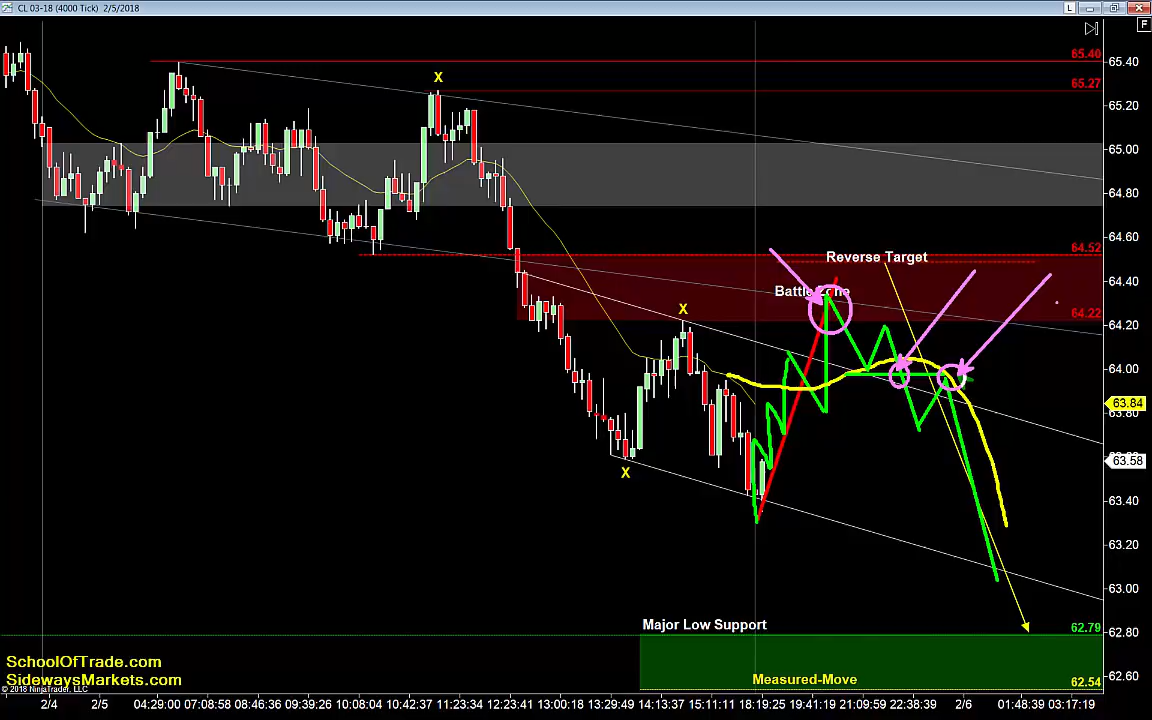 CL 03-18 (4000 Tick) 2/5/2018
L
F
65.40
65.40
65.27
65.20
X
65.00
64.80
64.60
64.52
Reverse Target
64.40
Battle Zone
64.22
X
64.20
64.00
63.84
63.80
X
63.58
63.40
63.20
63.00
Major Low Support
62.79
62.80
SchoolOfTrade.com
SidewaysMarkets.com
Measured-Move
62.54
62.60
© 2018 NinjaTrader, LLC
2/4 2/5 04:29:00 07:08:58 08:46:36 09:39:26 10:08:04 10:42:37 11:23:34 12:23:41 13:00:18 13:29:49 14:13:37 15:11:11 18:19:25 19:41:19 21:09:59 22:38:39 2/6 01:48:39 03:17:19